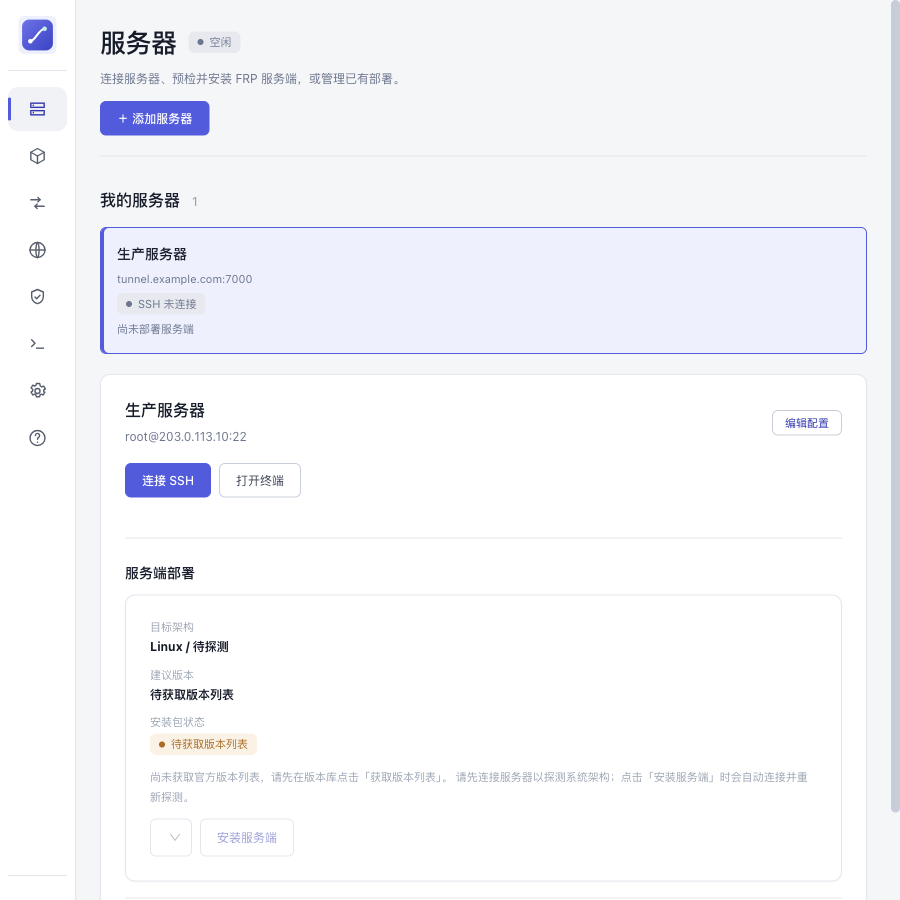 服务器
空闲
连接服务器、预检并安装 FRP 服务端，或管理已有部署。
+ 添加服务器
我的服务器 1
生产服务器
tunnel.example.com:7000
SSH 未连接
尚未部署服务端
生产服务器
root@203.0.113.10:22
编辑配置
连接 SSH
打开终端
服务端部署
目标架构
Linux / 待探测
建议版本
待获取版本列表
安装包状态
待获取版本列表
尚未获取官方版本列表，请先在版本库点击「获取版本列表」。 请先连接服务器以探测系统架构；点击「安装服务端」时会自动连接并重
新探测。
安装服务端